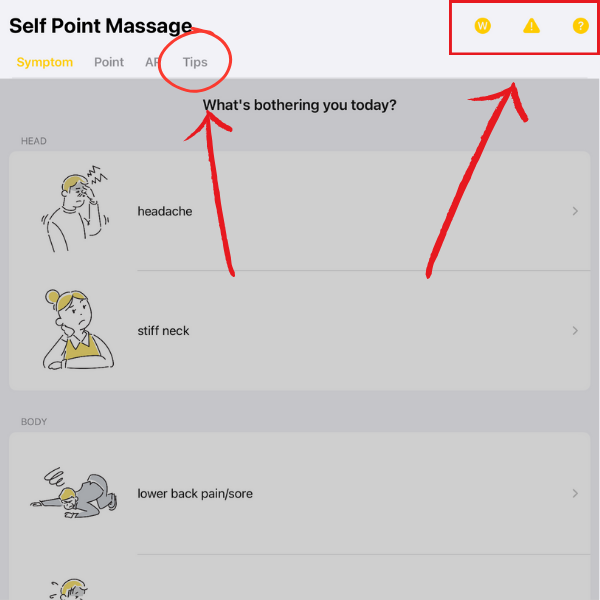 Self Point Massage
W ! ?
Symptom Point AR Tips
What's bothering you today?
HEAD
headache
stiff neck
BODY
lower back pain/sore